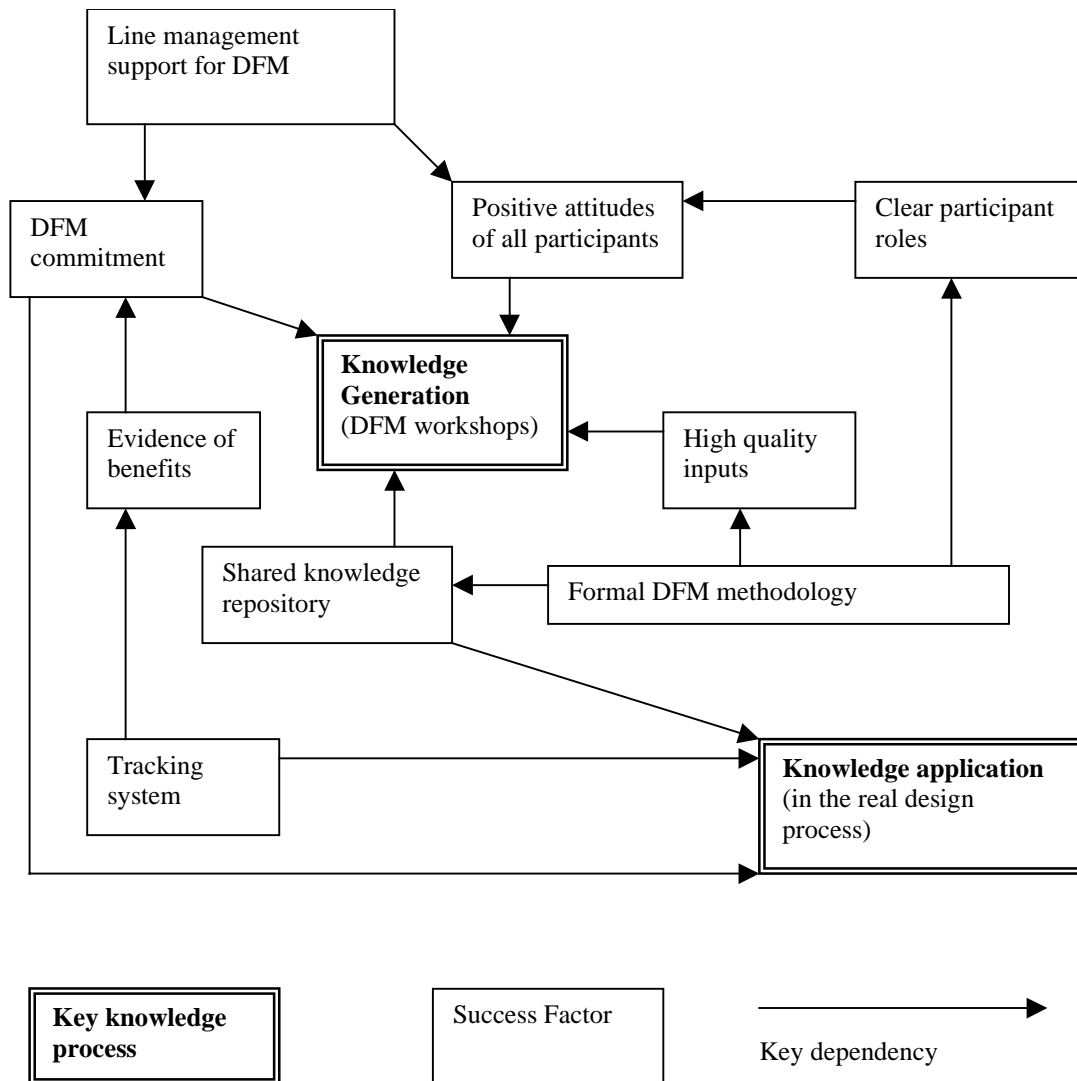 Line management
support for DFM
Positive attitudes
of all participants
Clear participant
roles
DFM
commitment
Knowledge
Generation
(DFM workshops)
Evidence of
benefits
High quality
inputs
Shared knowledge
repository
Formal DFM methodology
Tracking
system
Knowledge application
(in the real design
process)
Key knowledge
process
Success Factor
Key dependency